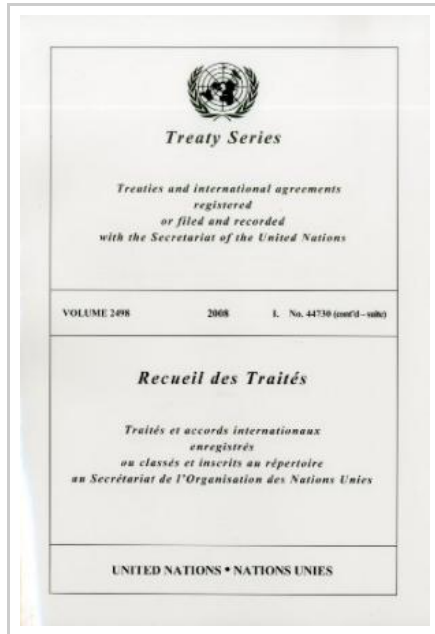 Treaty Series
Treaties and international agreements
registered
or filed and recorded
with the Secretariat of the United Nations
VOLUME 2498 2008 I. No. 44730 (cont'd – suite)
Recueil des Traités
Traités et accords internationaux
enregistrés
ou classés et inscrits au répertoire
au Secrétariat de l'Organisation des Nations Unies
UNITED NATIONS • NATIONS UNIES